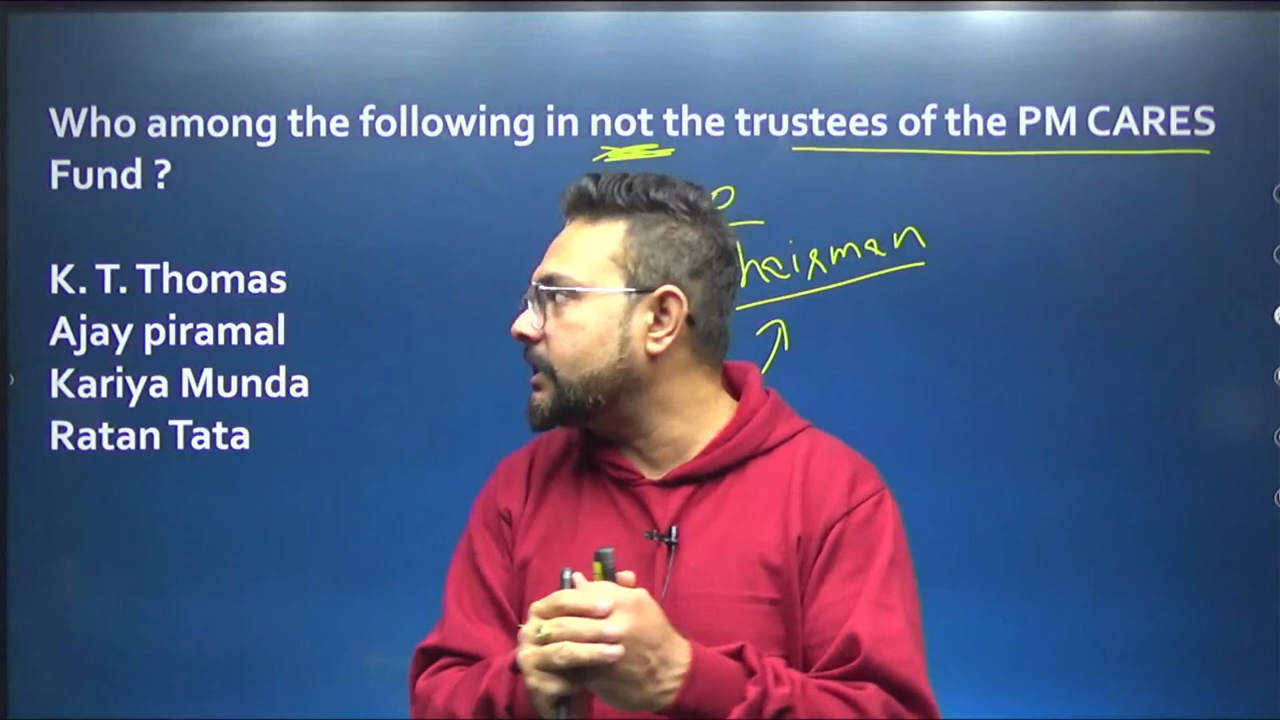 Who among the following in not the trustees of the PM CARES
Fund ?
hairman
K. T. Thomas
Ajay piramal
Kariya Munda
Ratan Tata